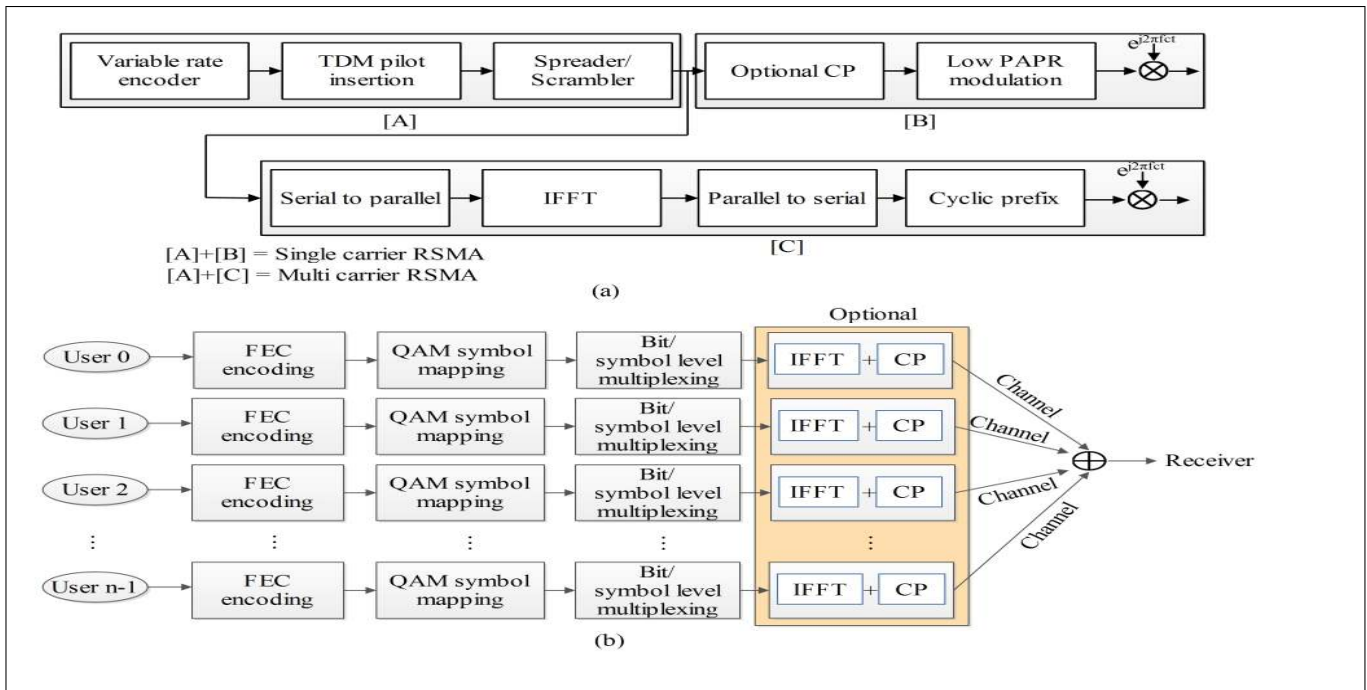 Variable rate
encoder
TDM pilot
insertion
Spreader/
Scrambler
[A]
Optional CP
Low PAPR
modulation
e^j2πfct
[B]
Serial to parallel
IFFT
Parallel to serial
Cyclic prefix
e^j2πfct
[C]
[A]+[B] = Single carrier RSMA
[A]+[C] = Multi carrier RSMA
(a)
Optional
User 0
FEC
encoding
QAM symbol
mapping
Bit/
symbol level
multiplexing
IFFT + CP
Channel
User 1
FEC
encoding
QAM symbol
mapping
Bit/
symbol level
multiplexing
IFFT + CP
Channel
Receiver
User 2
FEC
encoding
QAM symbol
mapping
Bit/
symbol level
multiplexing
IFFT + CP
Channel
⋮ ⋮ ⋮ ⋮ ⋮
User n-1
FEC
encoding
QAM symbol
mapping
Bit/
symbol level
multiplexing
IFFT + CP
Channel
(b)